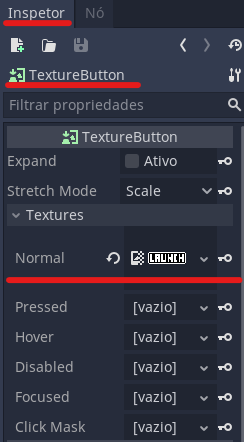 Inspetor Nó
TextureButton
Filtrar propriedades
TextureButton
Expand Ativo
Stretch Mode Scale
Textures
Normal LAUNCH
Pressed [vazio]
Hover [vazio]
Disabled [vazio]
Focused [vazio]
Click Mask [vazio]